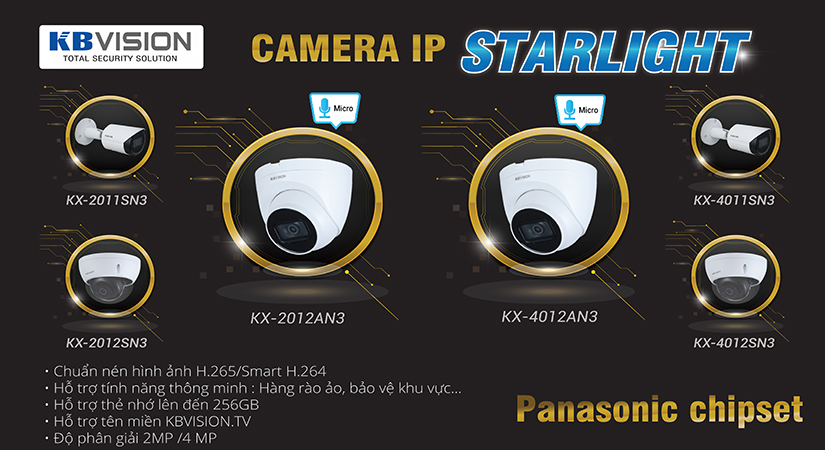 KBVISION
TOTAL SECURITY SOLUTION
CAMERA IP STARLIGHT
Micro
Micro
KX-2011SN3
KBVISION
KBVISION
KX-4011SN3
KX-2012SN3
KX-2012AN3
KX-4012AN3
KX-4012SN3
• Chuẩn nén hình ảnh H.265/Smart H.264
• Hỗ trợ tính năng thông minh : Hàng rào ảo, bảo vệ khu vực...
• Hỗ trợ thẻ nhớ lên đến 256GB
• Hỗ trợ tên miền KBVISION.TV
• Độ phân giải 2MP /4 MP
Panasonic chipset